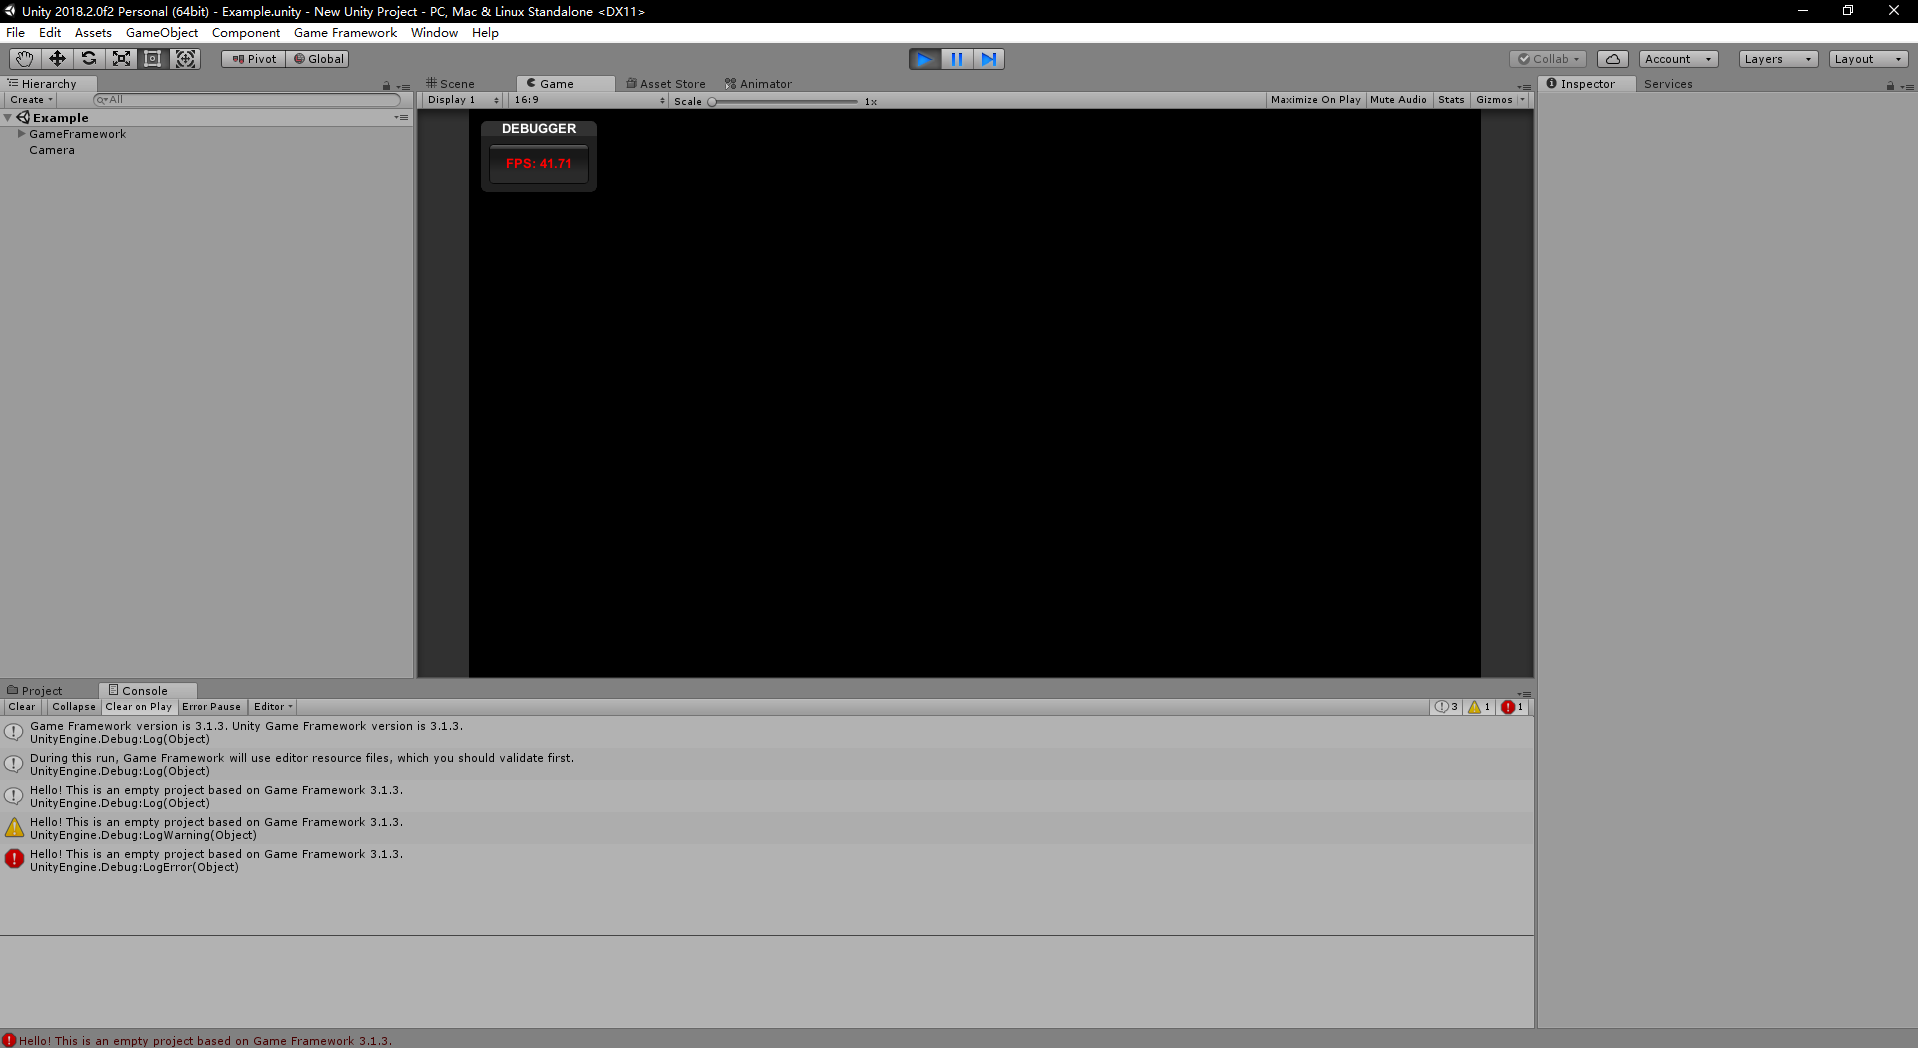 Unity 2018.2.0f2 Personal (64bit) - Example.unity - New Unity Project - PC, Mac & Linux Standalone <DX11>
File Edit Assets GameObject Component Game Framework Window Help
Pivot Global Collab Account Layers Layout
Hierarchy
Create All
Example
GameFramework
Camera
Scene Game Asset Store Animator
Display 1 16:9 Scale 1x Maximize On Play Mute Audio Stats Gizmos
DEBUGGER
FPS: 41.71
Inspector Services
Project Console
Clear Collapse Clear on Play Error Pause Editor 3 1 1
Game Framework version is 3.1.3. Unity Game Framework version is 3.1.3.
UnityEngine.Debug:Log(Object)
During this run, Game Framework will use editor resource files, which you should validate first.
UnityEngine.Debug:Log(Object)
Hello! This is an empty project based on Game Framework 3.1.3.
UnityEngine.Debug:Log(Object)
Hello! This is an empty project based on Game Framework 3.1.3.
UnityEngine.Debug:LogWarning(Object)
Hello! This is an empty project based on Game Framework 3.1.3.
UnityEngine.Debug:LogError(Object)
Hello! This is an empty project based on Game Framework 3.1.3.